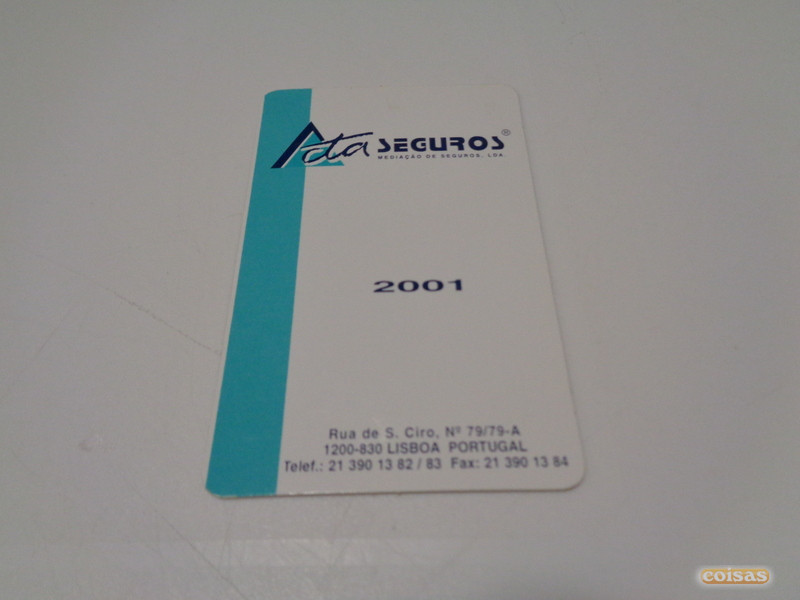 Ata SEGUROS®
MEDIAÇÃO DE SEGUROS, LDA.
2001
Rua de S. Ciro, Nº 79/79-A
1200-830 LISBOA PORTUGAL
Telef.: 21 390 13 82 / 83 Fax: 21 390 13 84
coisas